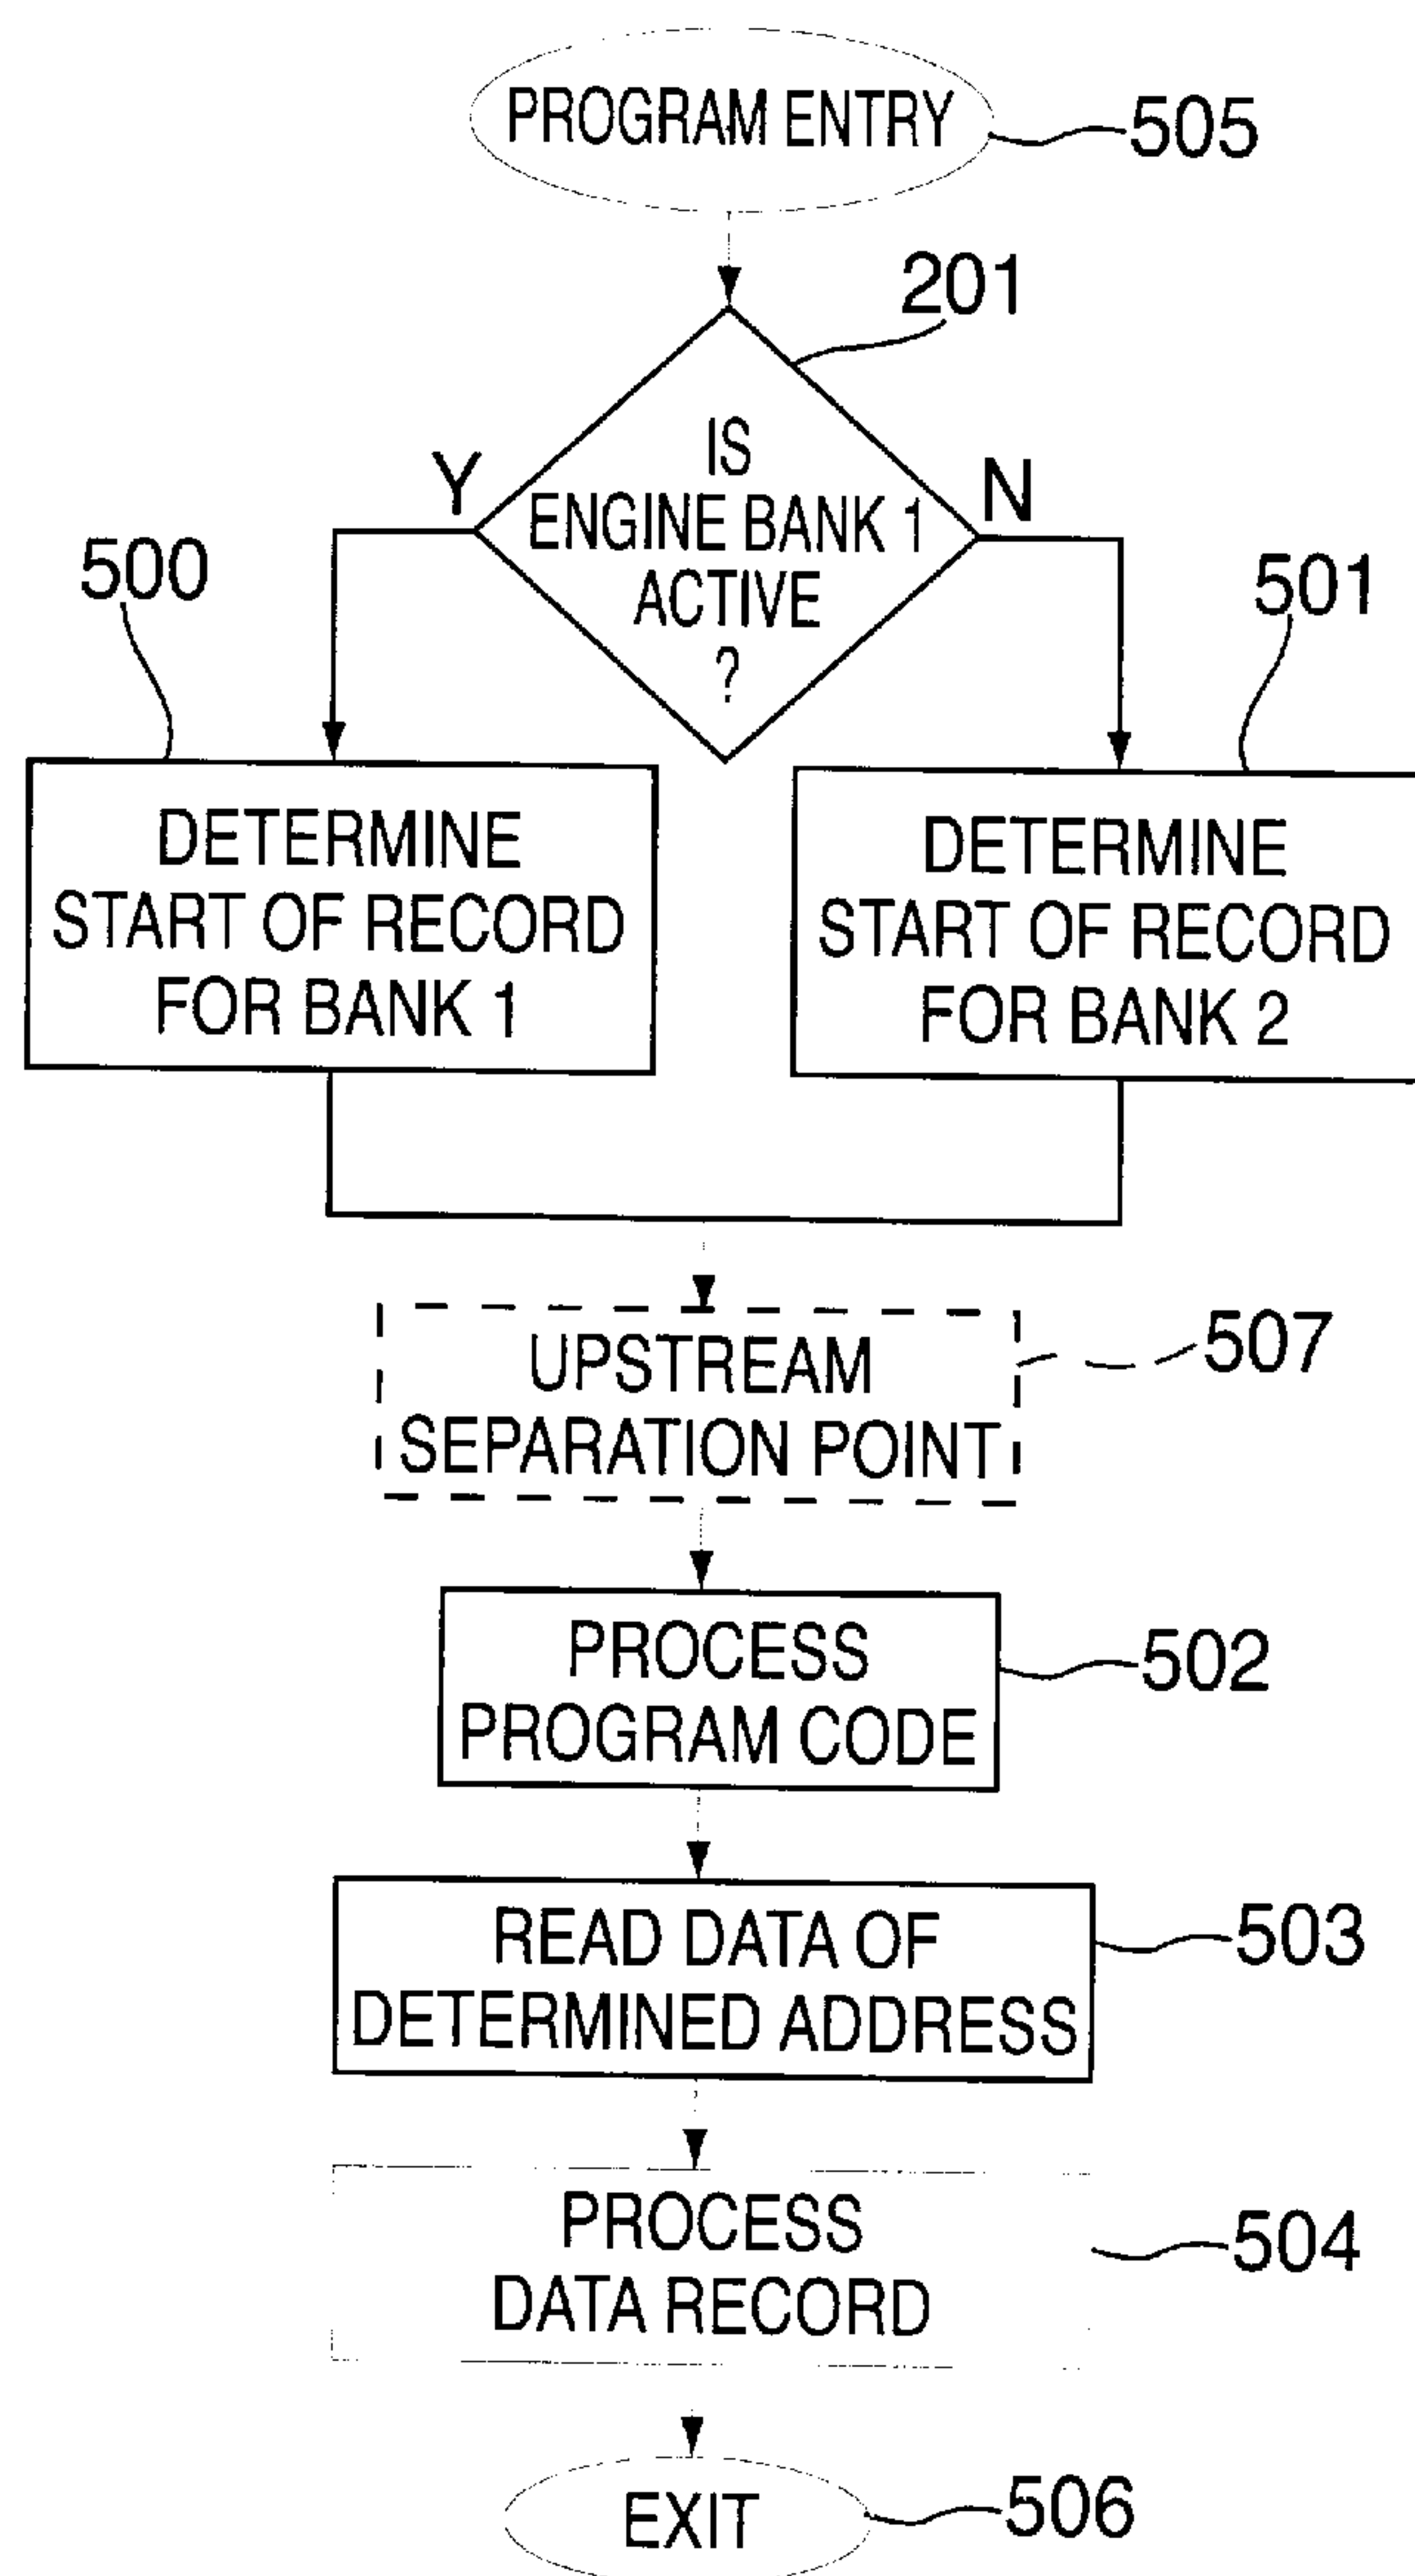 PROGRAM ENTRY
505
201
IS
ENGINE BANK 1
ACTIVE
?
Y
N
500
501
DETERMINE
START OF RECORD
FOR BANK 1
DETERMINE
START OF RECORD
FOR BANK 2
UPSTREAM
SEPARATION POINT
507
PROCESS
PROGRAM CODE
502
READ DATA OF
DETERMINED ADDRESS
503
PROCESS
DATA RECORD
504
EXIT
506